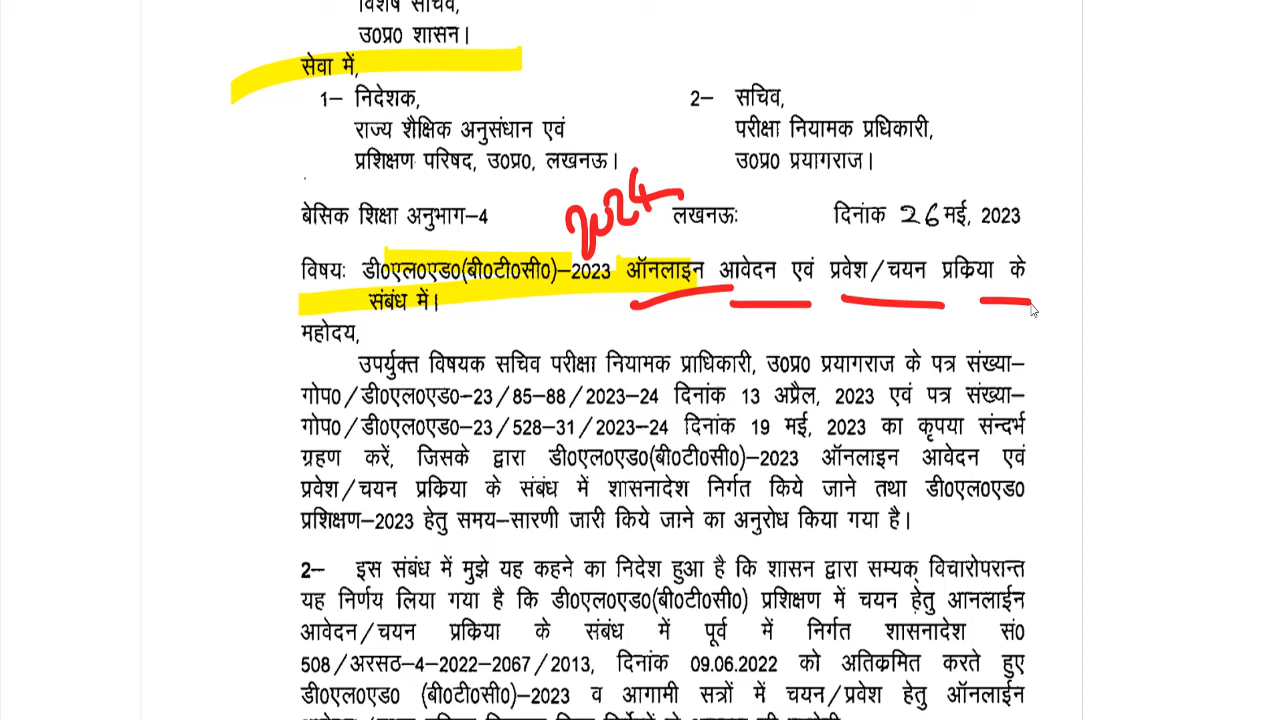 विशेष सचिव,
उ0प्र0 शासन।
सेवा में,
1– निदेशक,
राज्य शैक्षिक अनुसंधान एवं
प्रशिक्षण परिषद, उ0प्र0, लखनऊ।
2– सचिव,
परीक्षा नियामक प्रधिकारी,
उ0प्र0 प्रयागराज।
2024
बेसिक शिक्षा अनुभाग–4 लखनऊः दिनांक 26 मई, 2023
विषयः डी0एल0एड0(बी0टी0सी0)–2023 ऑनलाइन आवेदन एवं प्रवेश/चयन प्रक्रिया के
संबंध में।
महोदय,
उपर्युक्त विषयक सचिव परीक्षा नियामक प्राधिकारी, उ0प्र0 प्रयागराज के पत्र संख्या–
गोप0/डी0एल0एड0–23/85–88/2023–24 दिनांक 13 अप्रैल, 2023 एवं पत्र संख्या–
गोप0/डी0एल0एड0–23/528–31/2023–24 दिनांक 19 मई, 2023 का कृपया संन्दर्भ
ग्रहण करें, जिसके द्वारा डी0एल0एड0(बी0टी0सी0)–2023 ऑनलाइन आवेदन एवं
प्रवेश/चयन प्रक्रिया के संबंध में शासनादेश निर्गत किये जाने तथा डी0एल0एड0
प्रशिक्षण–2023 हेतु समय–सारणी जारी किये जाने का अनुरोध किया गया है।
2– इस संबंध में मुझे यह कहने का निदेश हुआ है कि शासन द्वारा सम्यक् विचारोपरान्त
यह निर्णय लिया गया है कि डी0एल0एड0(बी0टी0सी0) प्रशिक्षण में चयन हेतु आनलाईन
आवेदन/चयन प्रक्रिया के संबंध में पूर्व में निर्गत शासनादेश सं0
508/अरसठ–4–2022–2067/2013, दिनांक 09.06.2022 को अतिक्रमित करते हुए
डी0एल0एड0 (बी0टी0सी0)–2023 व आगामी सत्रों में चयन/प्रवेश हेतु ऑनलाईन